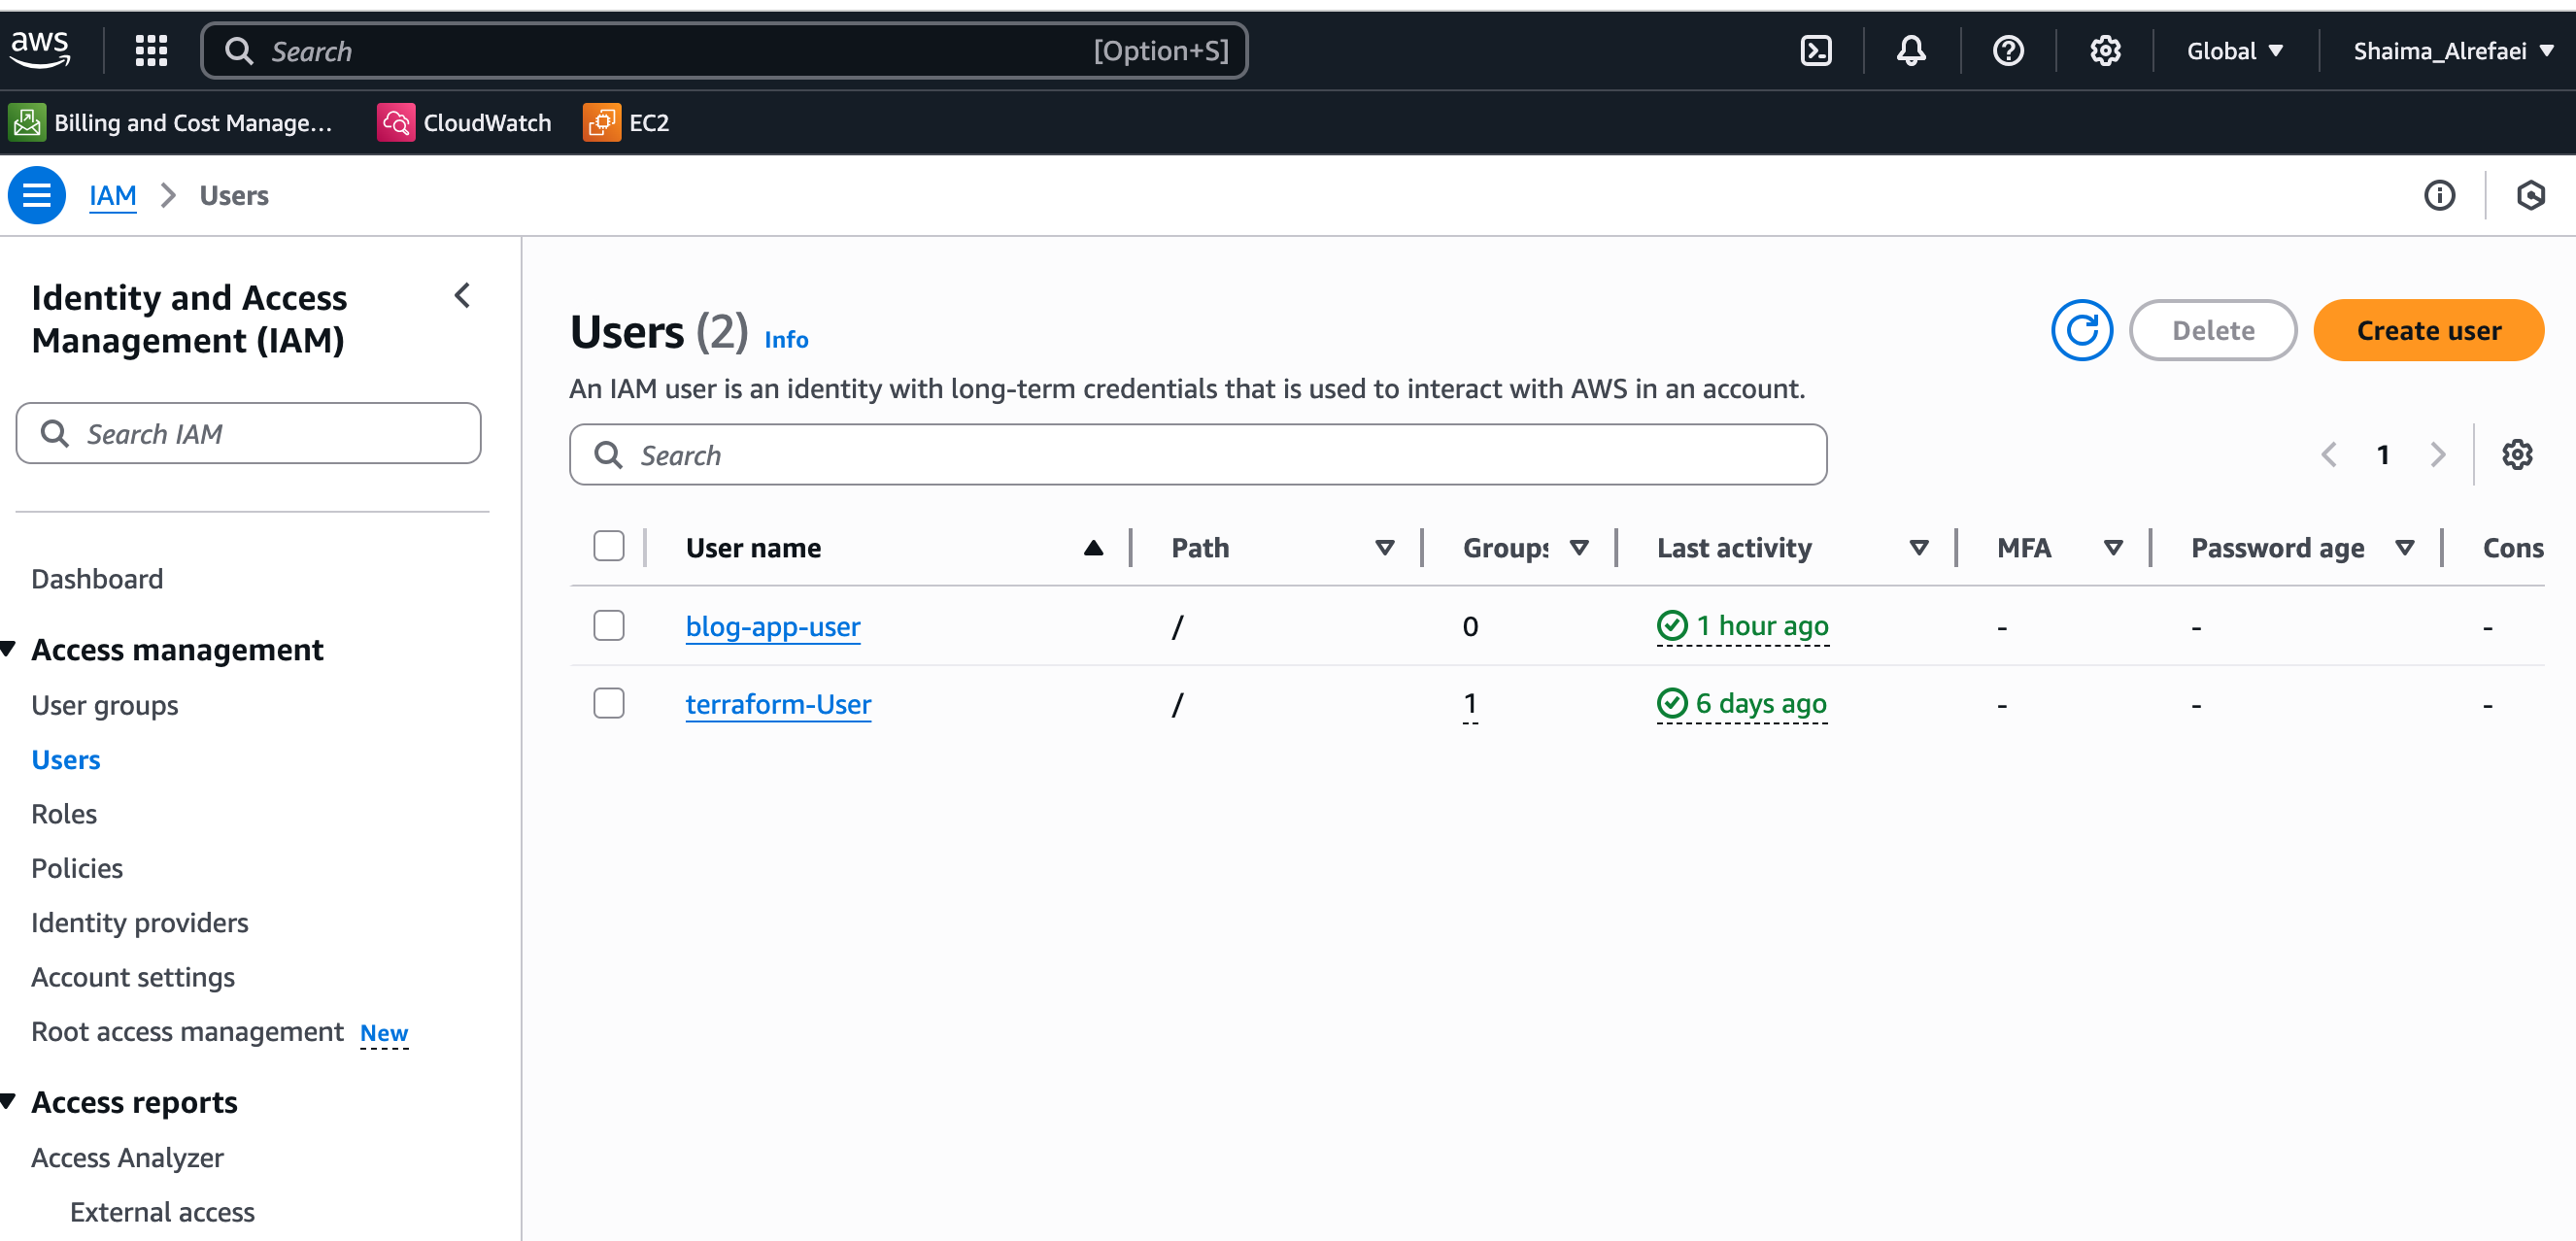 aws
Search [Option+S] Global Shaima_Alrefaei
Billing and Cost Manage... CloudWatch EC2
IAM Users
Identity and Access
Management (IAM)
Search IAM
Dashboard
Access management
User groups
Users
Roles
Policies
Identity providers
Account settings
Root access management New
Access reports
Access Analyzer
External access
Users (2) Info
Delete
Create user
An IAM user is an identity with long-term credentials that is used to interact with AWS in an account.
Search
1
User name Path Groups Last activity MFA Password age Cons
blog-app-user / 0 1 hour ago - - -
terraform-User / 1 6 days ago - - -